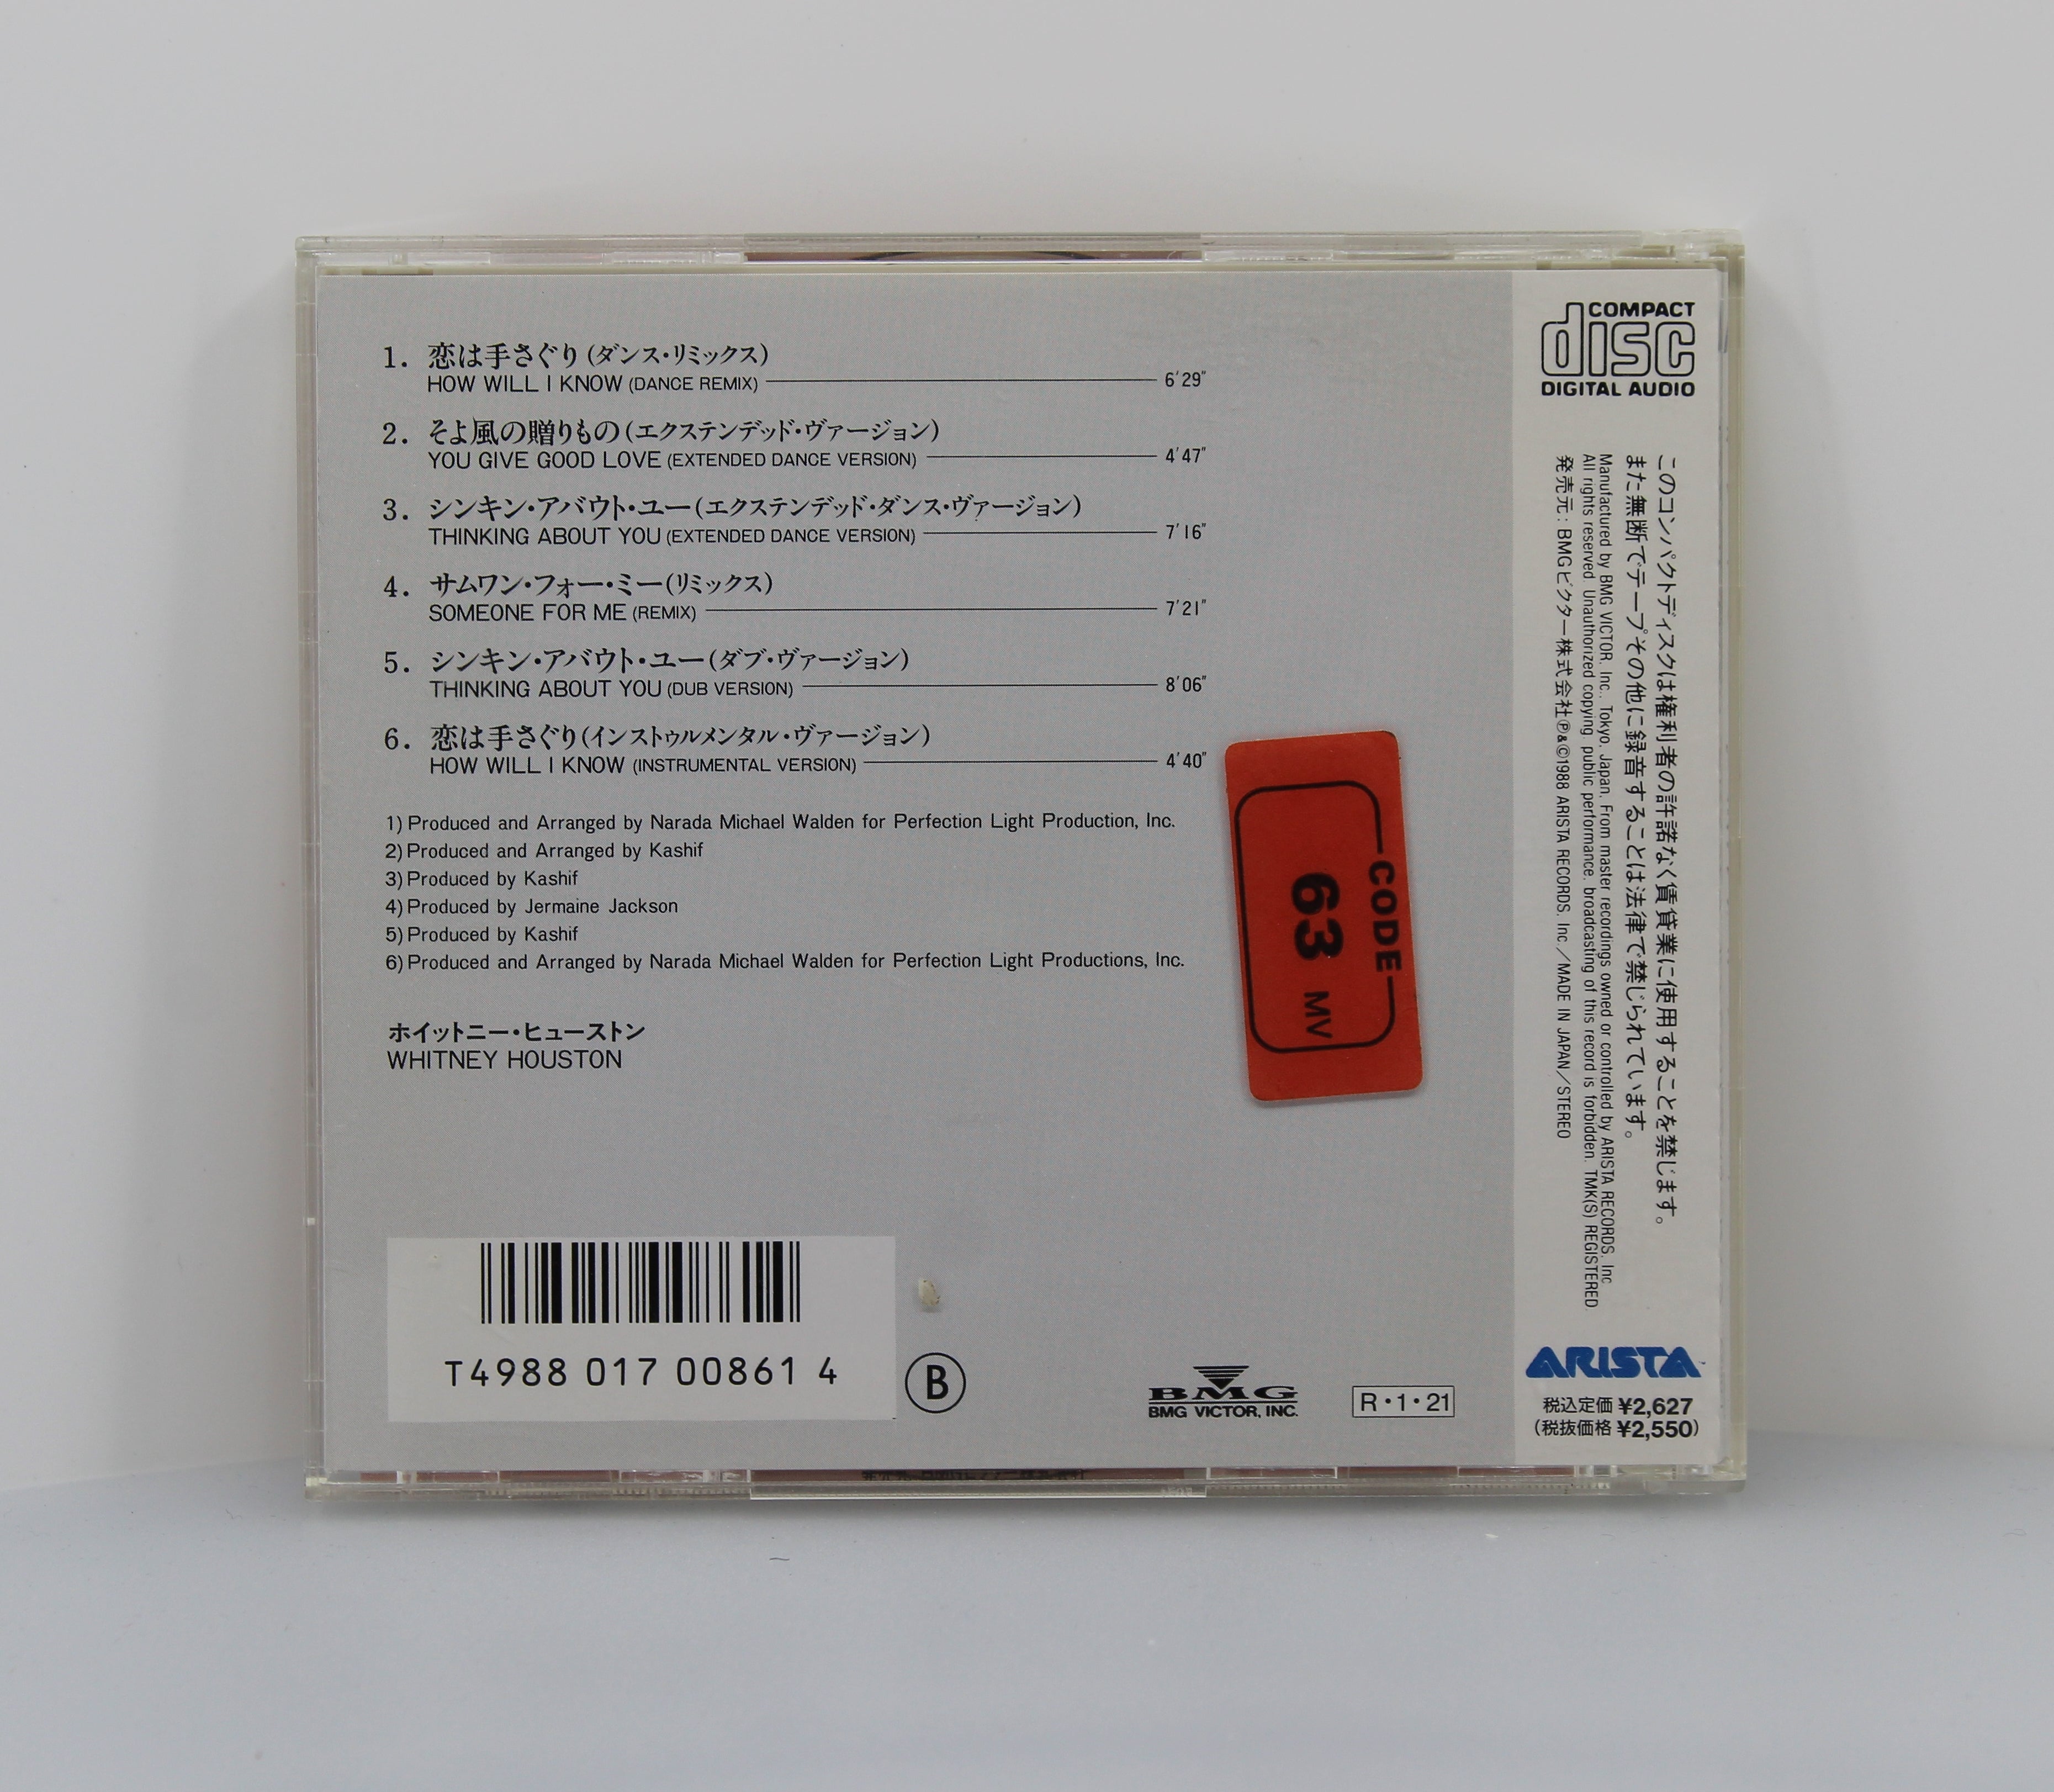 1. 恋は手さぐり(ダンス・リミックス)
HOW WILL I KNOW (DANCE REMIX) 6'29"
2. そよ風の贈りもの(エクステンデッド・ヴァージョン)
YOU GIVE GOOD LOVE (EXTENDED DANCE VERSION) 4'47"
3. シンキン・アバウト・ユー(エクステンデッド・ダンス・ヴァージョン)
THINKING ABOUT YOU (EXTENDED DANCE VERSION) 7'16"
4. サムワン・フォー・ミー(リミックス)
SOMEONE FOR ME (REMIX) 7'21"
5. シンキン・アバウト・ユー(ダブ・ヴァージョン)
THINKING ABOUT YOU (DUB VERSION) 8'06"
6. 恋は手さぐり(インストゥルメンタル・ヴァージョン)
HOW WILL I KNOW (INSTRUMENTAL VERSION) 4'40"
1) Produced and Arranged by Narada Michael Walden for Perfection Light Production, Inc.
2) Produced and Arranged by Kashif
3) Produced by Kashif
4) Produced by Jermaine Jackson
5) Produced by Kashif
6) Produced and Arranged by Narada Michael Walden for Perfection Light Productions, Inc.
ホイットニー・ヒューストン
WHITNEY HOUSTON
CODE
63 MV
T4988 017 00861 4
B
BMG
BMG VICTOR, INC.
R・1・21
COMPACT
disc
DIGITAL AUDIO
このコンパクトディスクは権利者の許諾なく賃貸業に使用することを禁じます。
また無断でテープその他に録音することは法律で禁じられています。
Manufactured by BMG VICTOR, Inc., Tokyo, Japan. From master recordings owned or controlled by ARISTA RECORDS, Inc
All rights reserved. Unauthorized copying, public performance, broadcasting of this record is forbidden. TMK(S) REGISTERED
発売元:BMGビクター株式会社 Ⓟ&©1988 ARISTA RECORDS, Inc./MADE IN JAPAN/STEREO
ARISTA
税込定価 ¥2,627
(税抜価格 ¥2,550)